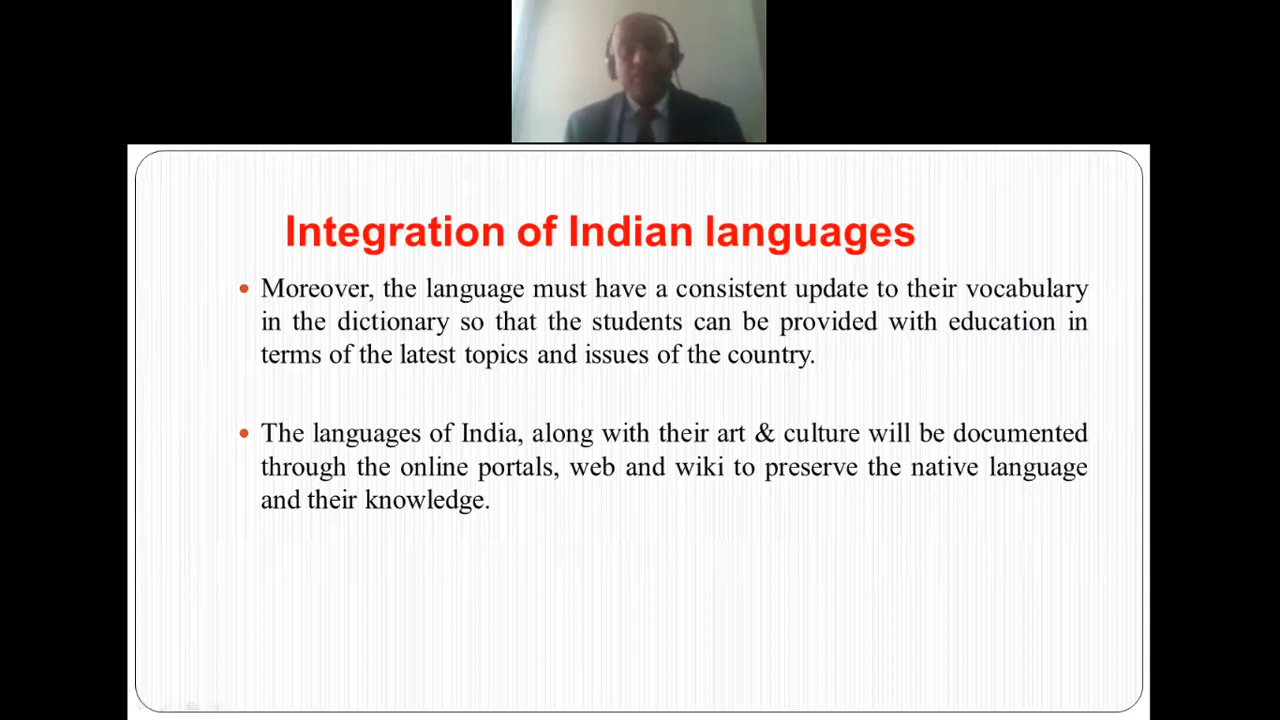 Integration of Indian languages
Moreover, the language must have a consistent update to their vocabulary
in the dictionary so that the students can be provided with education in
terms of the latest topics and issues of the country.
The languages of India, along with their art & culture will be documented
through the online portals, web and wiki to preserve the native language
and their knowledge.